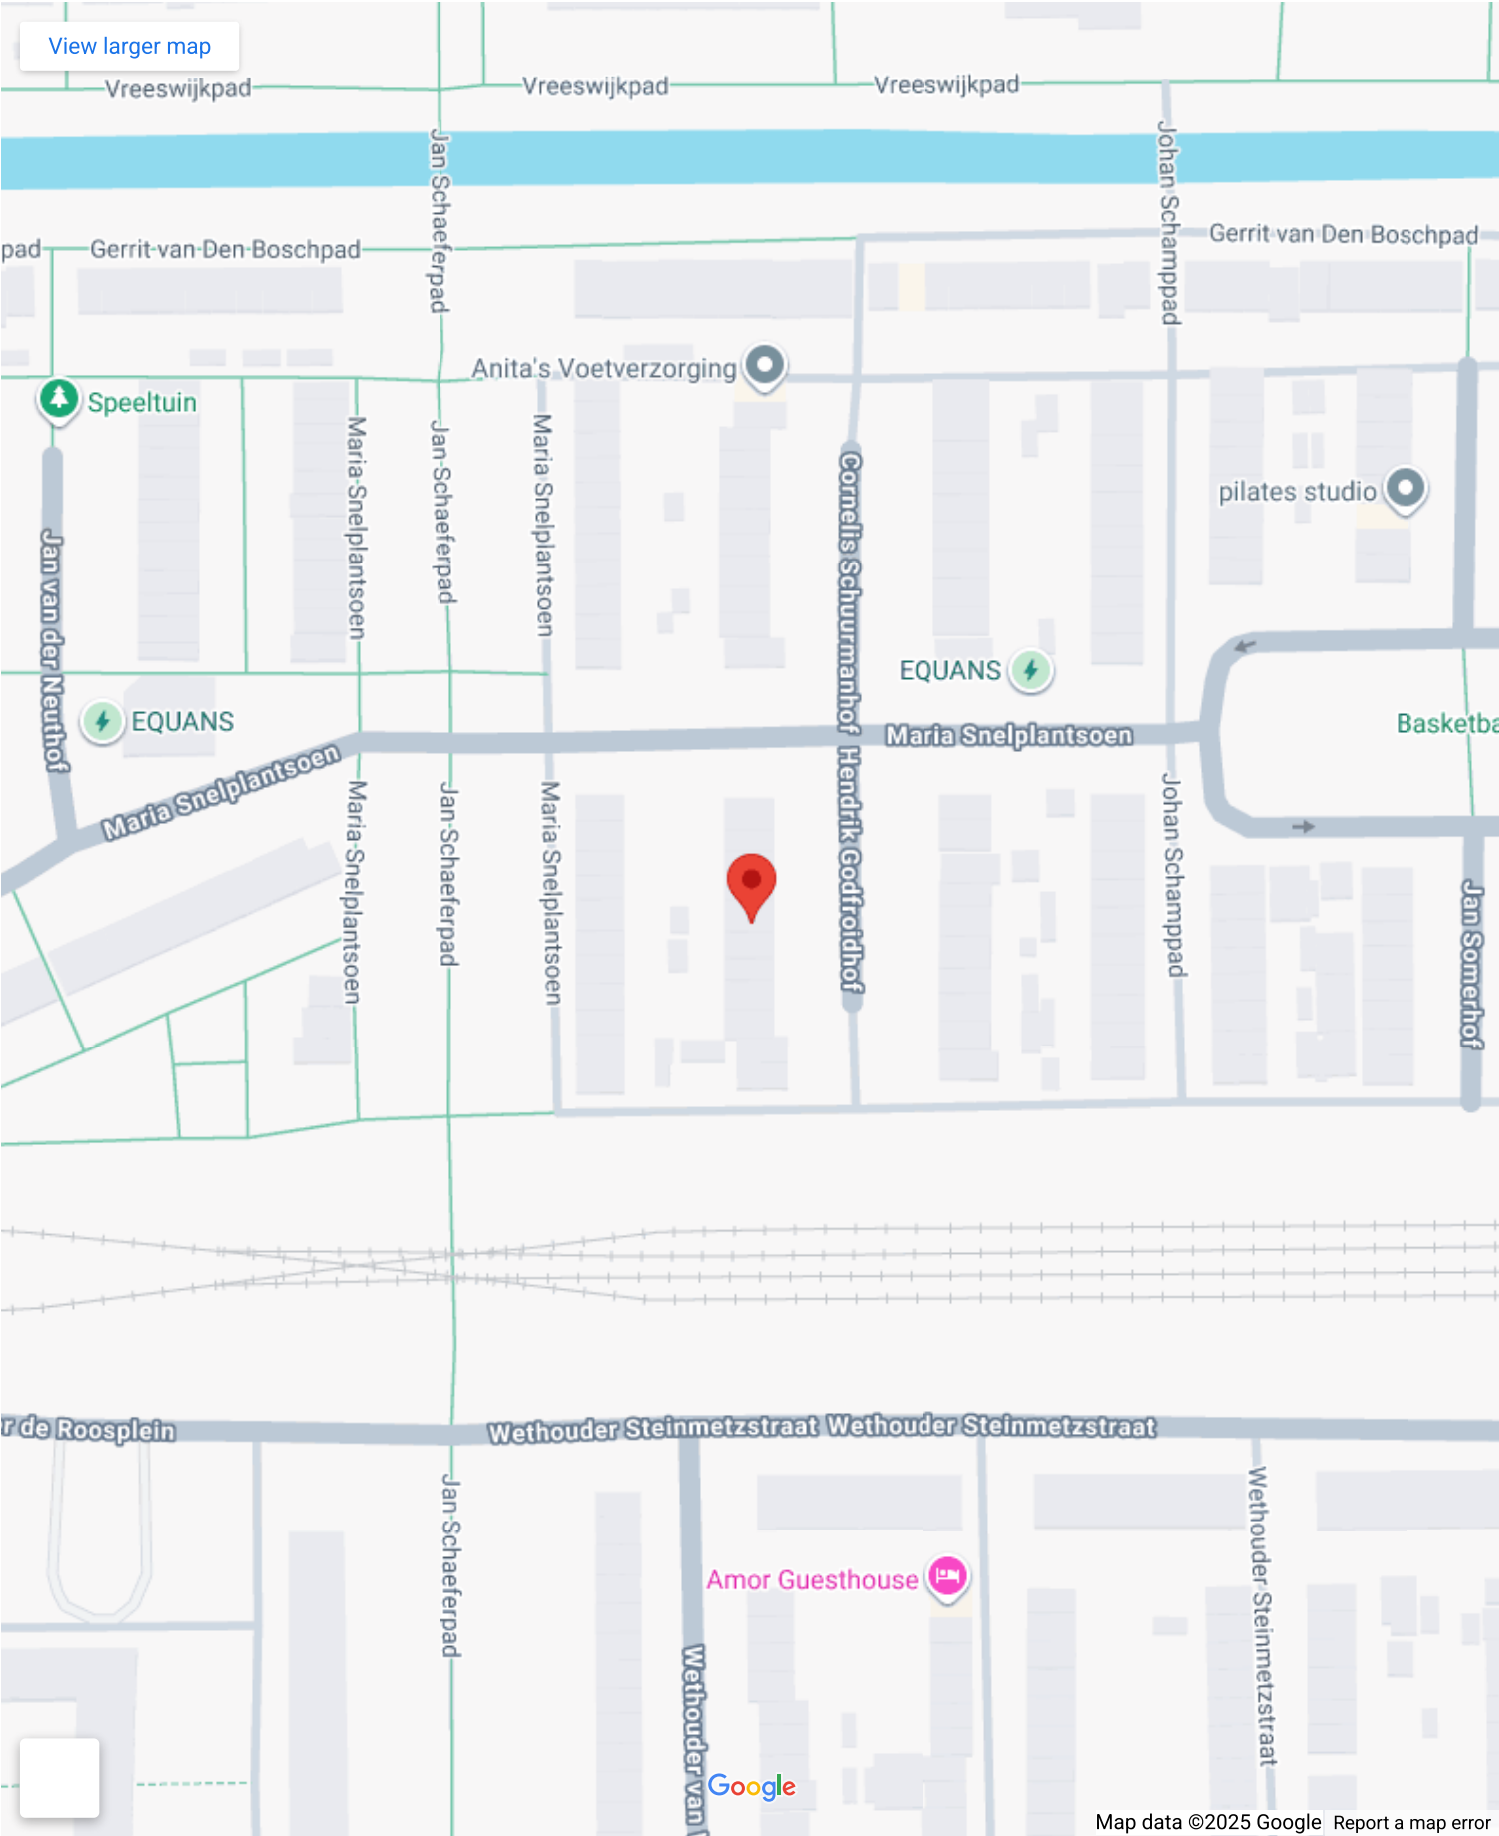 View larger map
Vreeswijkpad
Vreeswijkpad
Vreeswijkpad
Jan Schaeferpad
Johan Schamppad
pad
Gerrit van Den Boschpad
Gerrit van Den Boschpad
Anita's Voetverzorging
Speeltuin
Maria Snelplantsoen
Jan Schaeferpad
Maria Snelplantsoen
Cornelis Schuurmanhof
pilates studio
Jan van der Neuthof
EQUANS
EQUANS
Basketba
Maria Snelplantsoen
Maria Snelplantsoen
Hendrik Godfroidhof
Maria Snelplantsoen
Jan Schaeferpad
Maria Snelplantsoen
Johan Schamppad
Jan Somerhof
r de Roosplein
Wethouder Steinmetzstraat
Wethouder Steinmetzstraat
Jan Schaeferpad
Wethouder Steinmetzstraat
Amor Guesthouse
Wethouder van
Google
Map data ©2025 Google
Report a map error